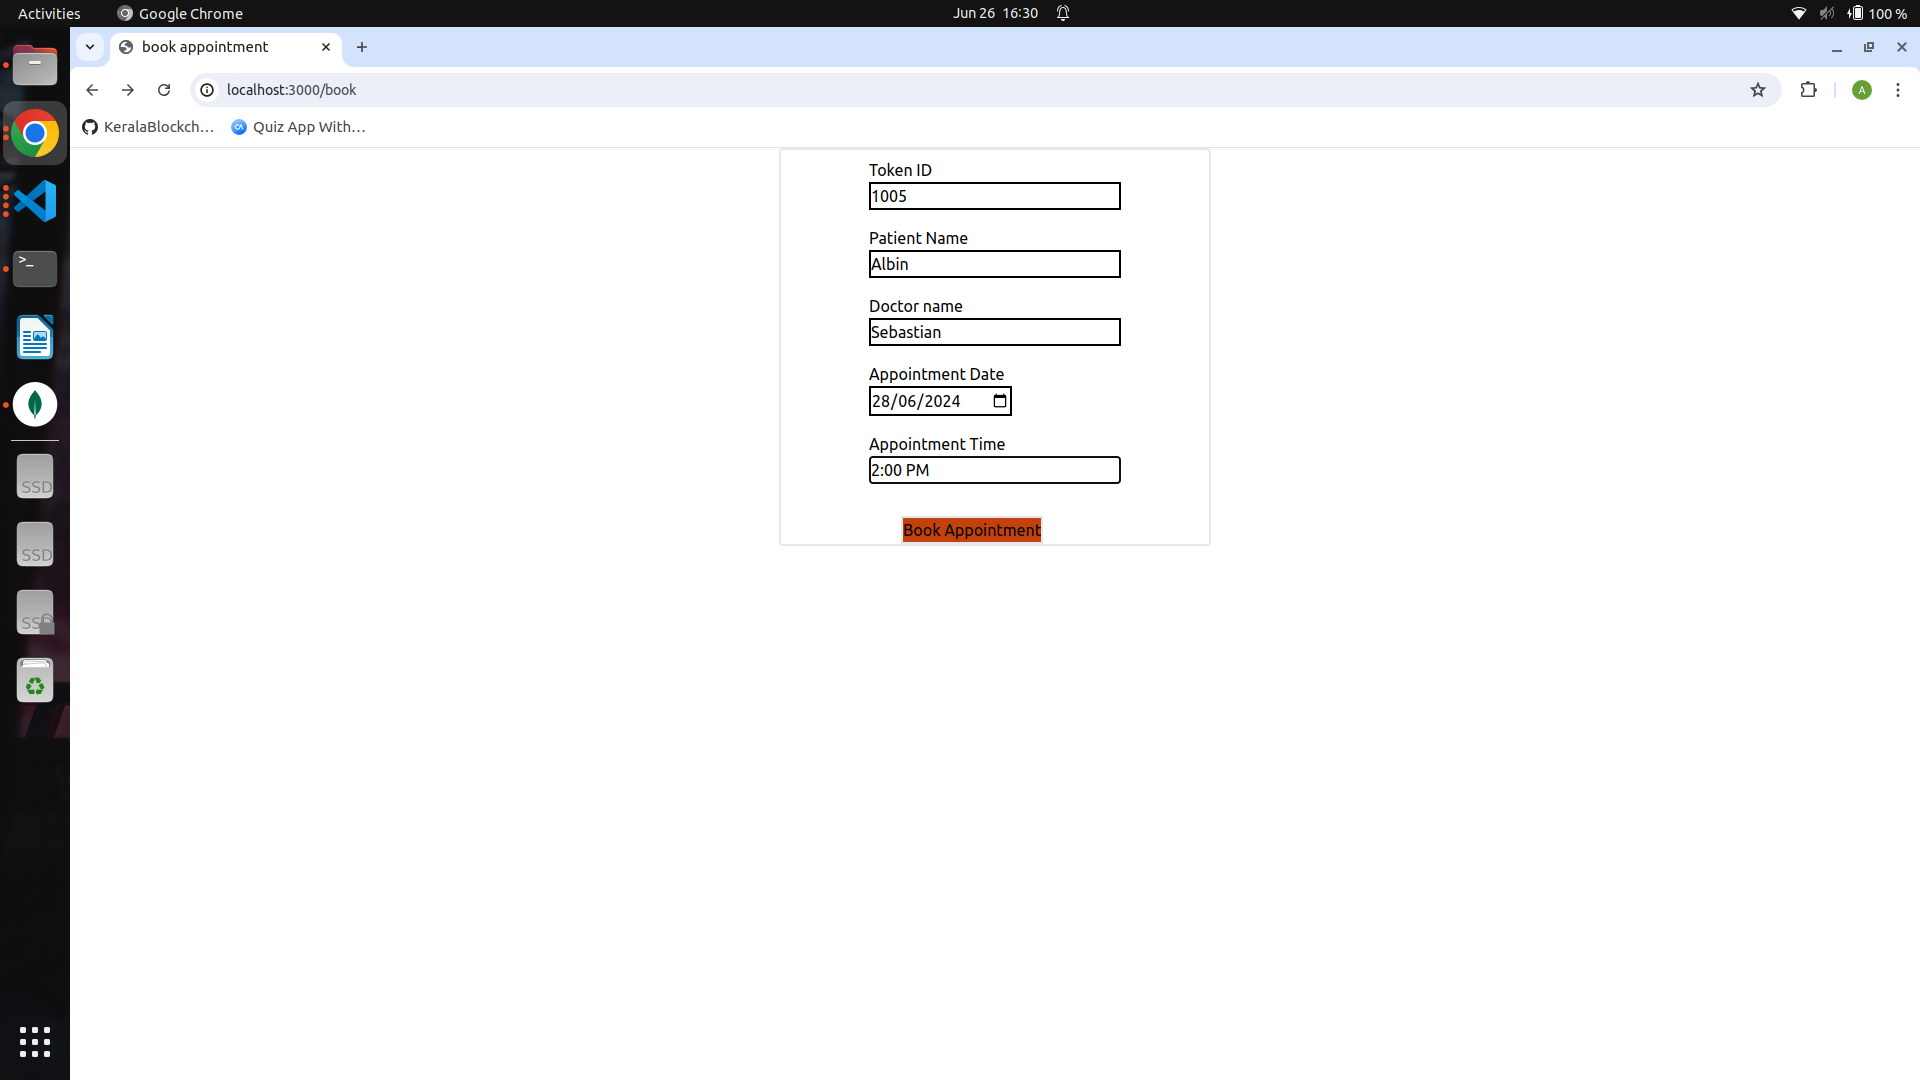 Activities
Google Chrome
Jun 26 16:30
100 %
book appointment
localhost:3000/book
A
KeralaBlockch...
Quiz App With...
Token ID
1005
Patient Name
Albin
Doctor name
Sebastian
Appointment Date
28/06/2024
Appointment Time
2:00 PM
Book Appointment
>_
SSD
SSD
SSD